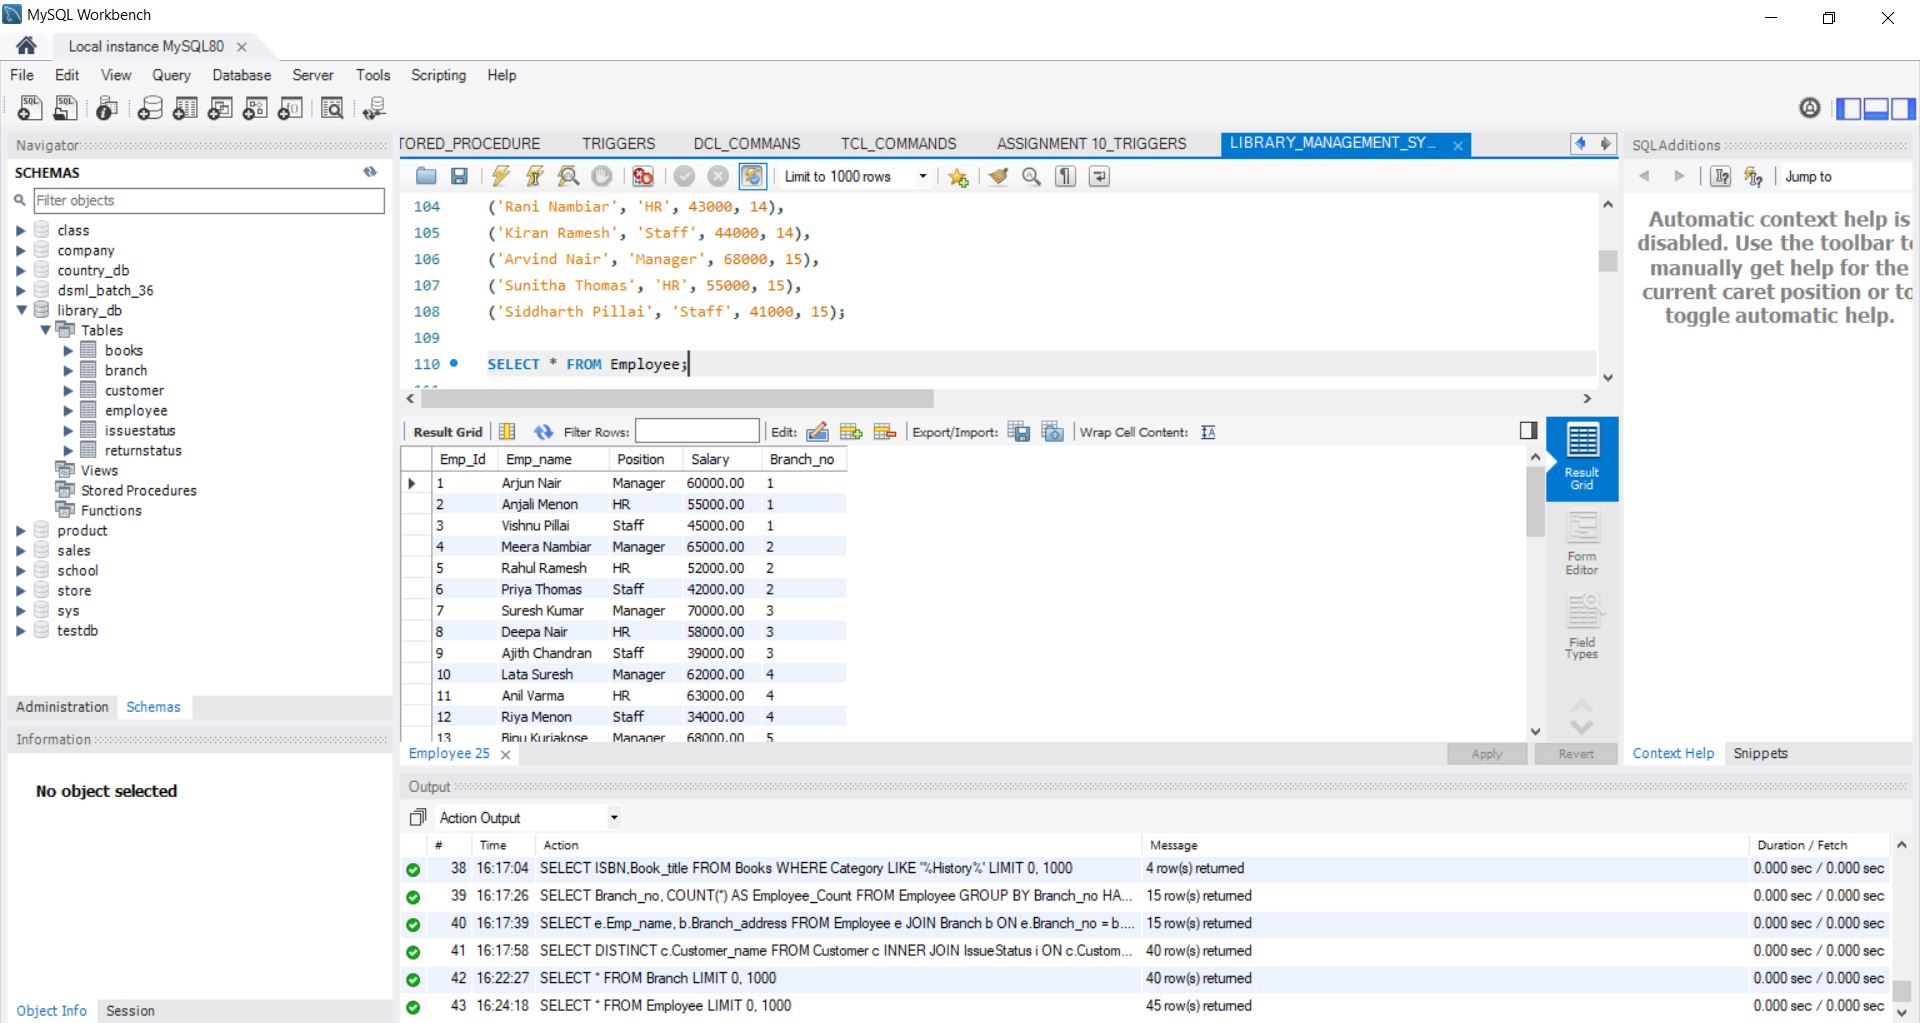 MySQL Workbench
Local instance MySQL80
File Edit View Query Database Server Tools Scripting Help
Navigator
SCHEMAS
Filter objects
class
company
country_db
dsml_batch_36
library_db
Tables
books
branch
customer
employee
issuestatus
returnstatus
Views
Stored Procedures
Functions
product
sales
school
store
sys
testdb
Administration Schemas
Information
No object selected
Object Info Session
TORED_PROCEDURE TRIGGERS DCL_COMMANS TCL_COMMANDS ASSIGNMENT 10_TRIGGERS LIBRARY_MANAGEMENT_SY...
Limit to 1000 rows
104 ('Rani Nambiar', 'HR', 43000, 14),
105 ('Kiran Ramesh', 'Staff', 44000, 14),
106 ('Arvind Nair', 'Manager', 68000, 15),
107 ('Sunitha Thomas', 'HR', 55000, 15),
108 ('Siddharth Pillai', 'Staff', 41000, 15);
109
110 SELECT * FROM Employee;
Result Grid Filter Rows: Edit: Export/Import: Wrap Cell Content:
Emp_Id Emp_name Position Salary Branch_no
1 Arjun Nair Manager 60000.00 1
2 Anjali Menon HR 55000.00 1
3 Vishnu Pillai Staff 45000.00 1
4 Meera Nambiar Manager 65000.00 2
5 Rahul Ramesh HR 52000.00 2
6 Priya Thomas Staff 42000.00 2
7 Suresh Kumar Manager 70000.00 3
8 Deepa Nair HR 58000.00 3
9 Ajith Chandran Staff 39000.00 3
10 Lata Suresh Manager 62000.00 4
11 Anil Varma HR 63000.00 4
12 Riya Menon Staff 34000.00 4
13 Binu Kuriakose Manager 68000.00 5
Result
Grid
Form
Editor
Field
Types
Employee 25
Apply Revert
SQLAdditions
Jump to
Automatic context help is
disabled. Use the toolbar to
manually get help for the
current caret position or to
toggle automatic help.
Context Help Snippets
Output
Action Output
# Time Action Message Duration / Fetch
38 16:17:04 SELECT ISBN,Book_title FROM Books WHERE Category LIKE "%History%" LIMIT 0, 1000 4 row(s) returned 0.000 sec / 0.000 sec
39 16:17:26 SELECT Branch_no, COUNT(*) AS Employee_Count FROM Employee GROUP BY Branch_no HA... 15 row(s) returned 0.000 sec / 0.000 sec
40 16:17:39 SELECT e.Emp_name, b.Branch_address FROM Employee e JOIN Branch b ON e.Branch_no = b.... 15 row(s) returned 0.000 sec / 0.000 sec
41 16:17:58 SELECT DISTINCT c.Customer_name FROM Customer c INNER JOIN IssueStatus i ON c.Custom... 40 row(s) returned 0.000 sec / 0.000 sec
42 16:22:27 SELECT * FROM Branch LIMIT 0, 1000 40 row(s) returned 0.000 sec / 0.000 sec
43 16:24:18 SELECT * FROM Employee LIMIT 0, 1000 45 row(s) returned 0.000 sec / 0.000 sec